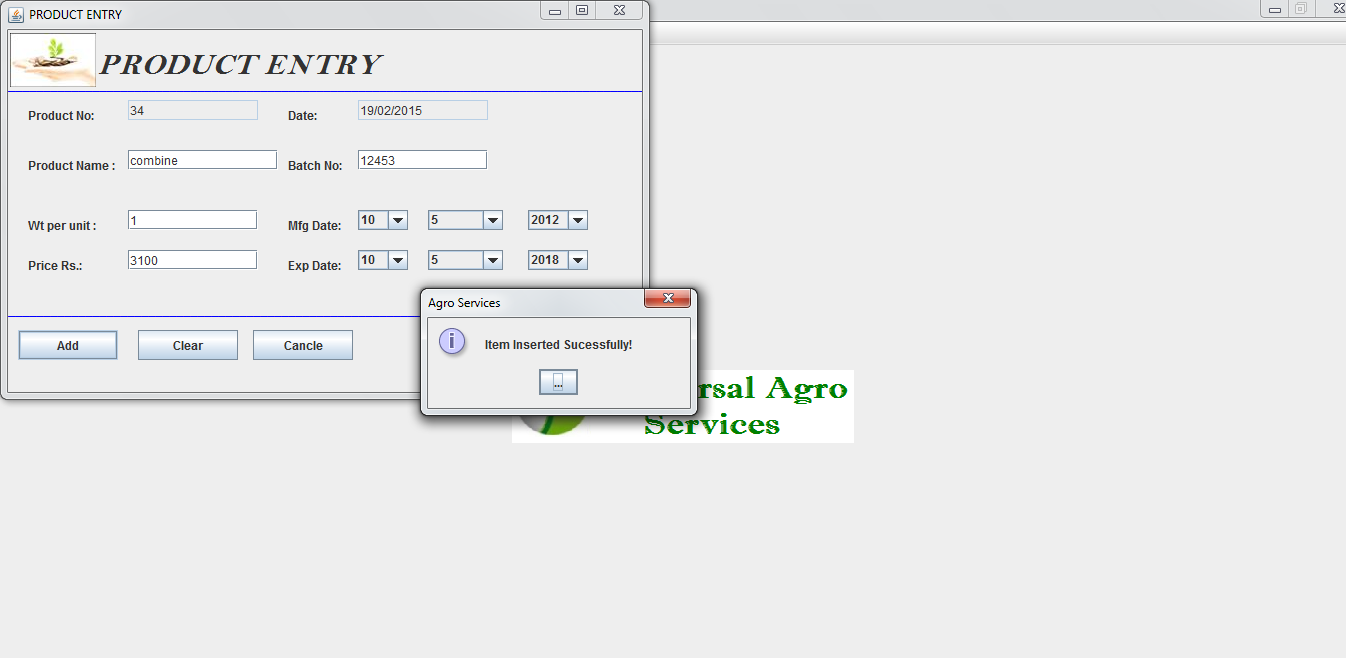 PRODUCT ENTRY
PRODUCT ENTRY
Product No: 34 Date: 19/02/2015
Product Name : combine Batch No: 12453
Wt per unit : 1 Mfg Date: 10 5 2012
Price Rs.: 3100 Exp Date: 10 5 2018
Add Clear Cancle
Agro Services
Item Inserted Sucessfully!
...
Agro
Services